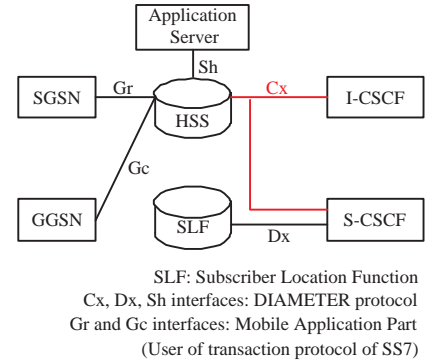 Application
Server
Sh
SGSN
Gr
Cx
I-CSCF
HSS
Gc
GGSN
SLF
Dx
S-CSCF
SLF: Subscriber Location Function
Cx, Dx, Sh interfaces: DIAMETER protocol
Gr and Gc interfaces: Mobile Application Part
(User of transaction protocol of SS7)